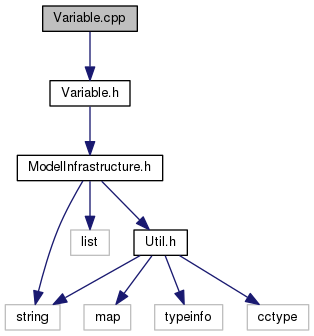 Variable.cpp
Variable.h
ModelInfrastructure.h
list
Util.h
string
map
typeinfo
cctype